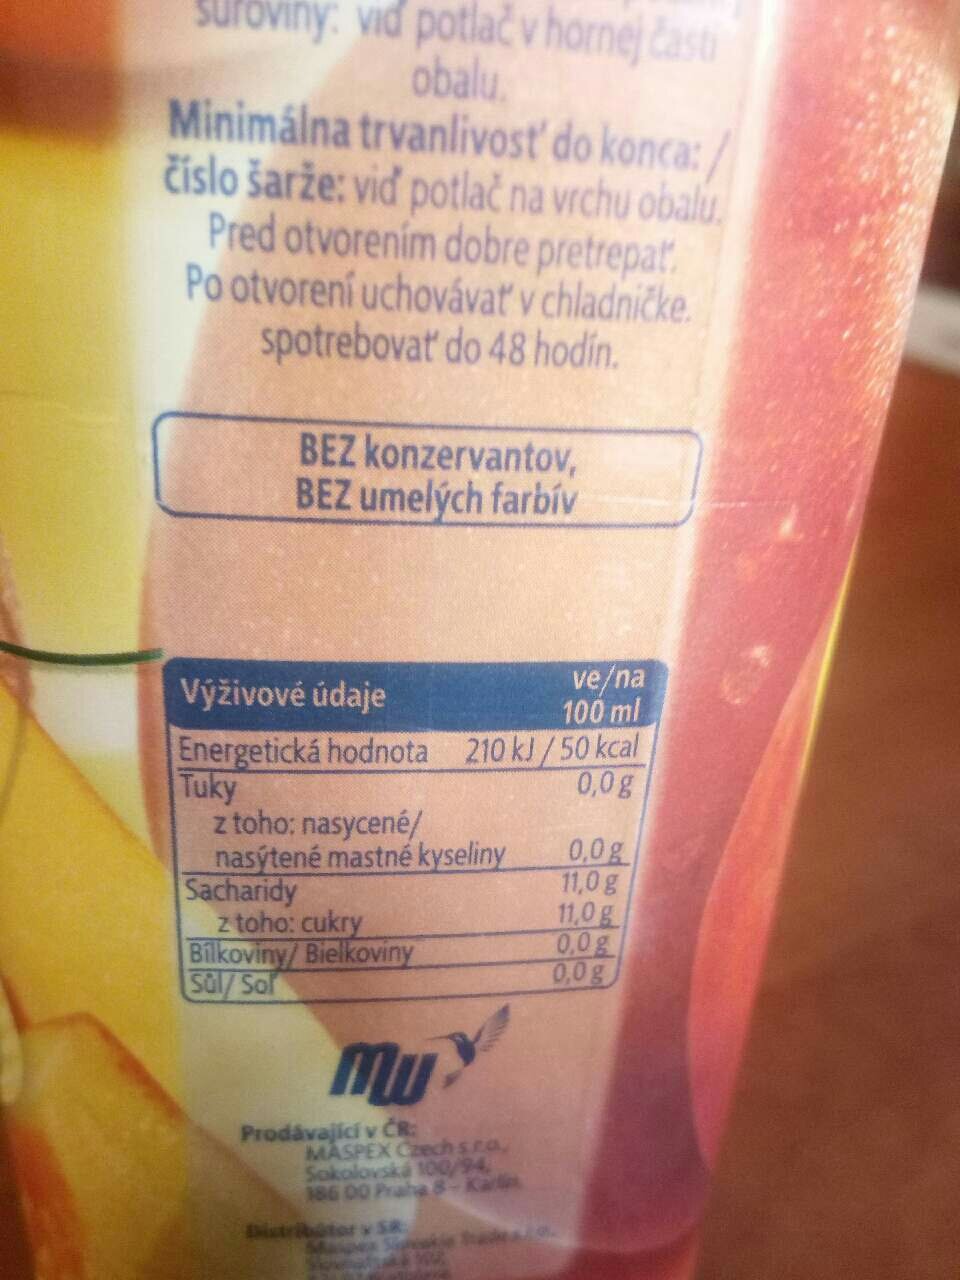 suroviny: viď potlač v hornej časti
obalu.
Minimálna trvanlivosť do konca: /
číslo šarže: viď potlač na vrchu obalu.
Pred otvorením dobre pretrepať.
Po otvorení uchovávať v chladničke.
spotrebovať do 48 hodín.
BEZ konzervantov,
BEZ umelých farbív
Výživové údaje ve/na
100 ml
Energetická hodnota 210 kJ / 50 kcal
Tuky 0,0 g
z toho: nasycené/
nasýtené mastné kyseliny 0,0 g
Sacharidy 11,0 g
z toho: cukry 11,0 g
Bílkoviny/ Bielkoviny 0,0 g
Sůl/ Soľ 0,0 g
MW
Prodávající v ČR:
MASPEX Czech s.r.o.,
Sokolovská 100/94,
186 00 Praha 8 - Karlín
Distribútor v SR:
Maspex